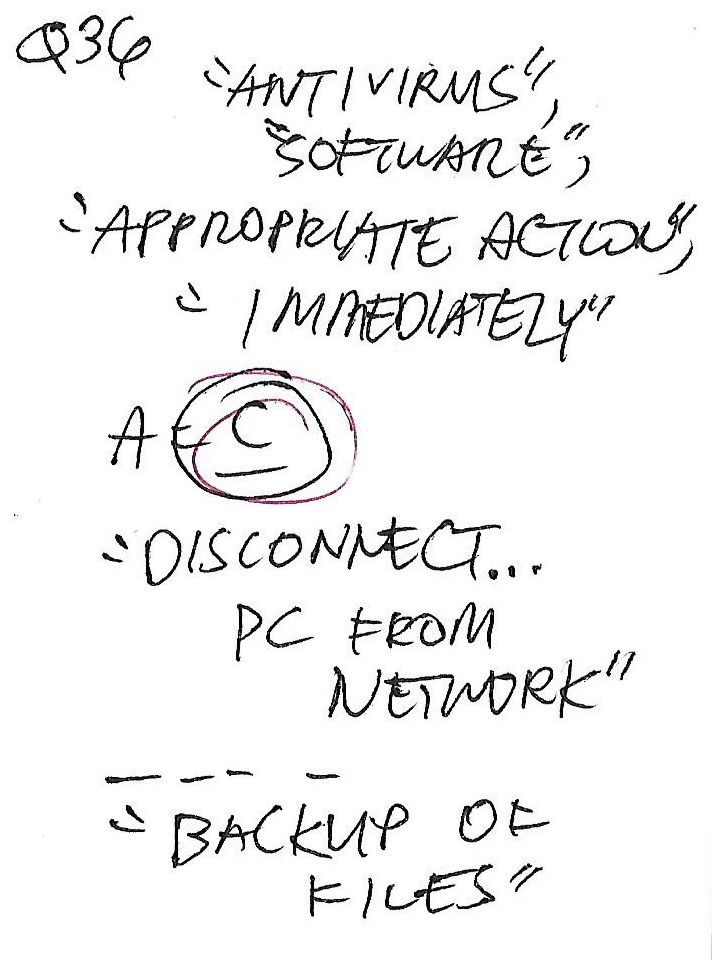 Q36
"ANTIVIRUS",
"SOFTWARE",
"APPROPRIATE ACTION",
"IMMEDIATELY"
A = C
"DISCONNECT...
PC FROM
NETWORK"
"BACKUP OF
FILES"